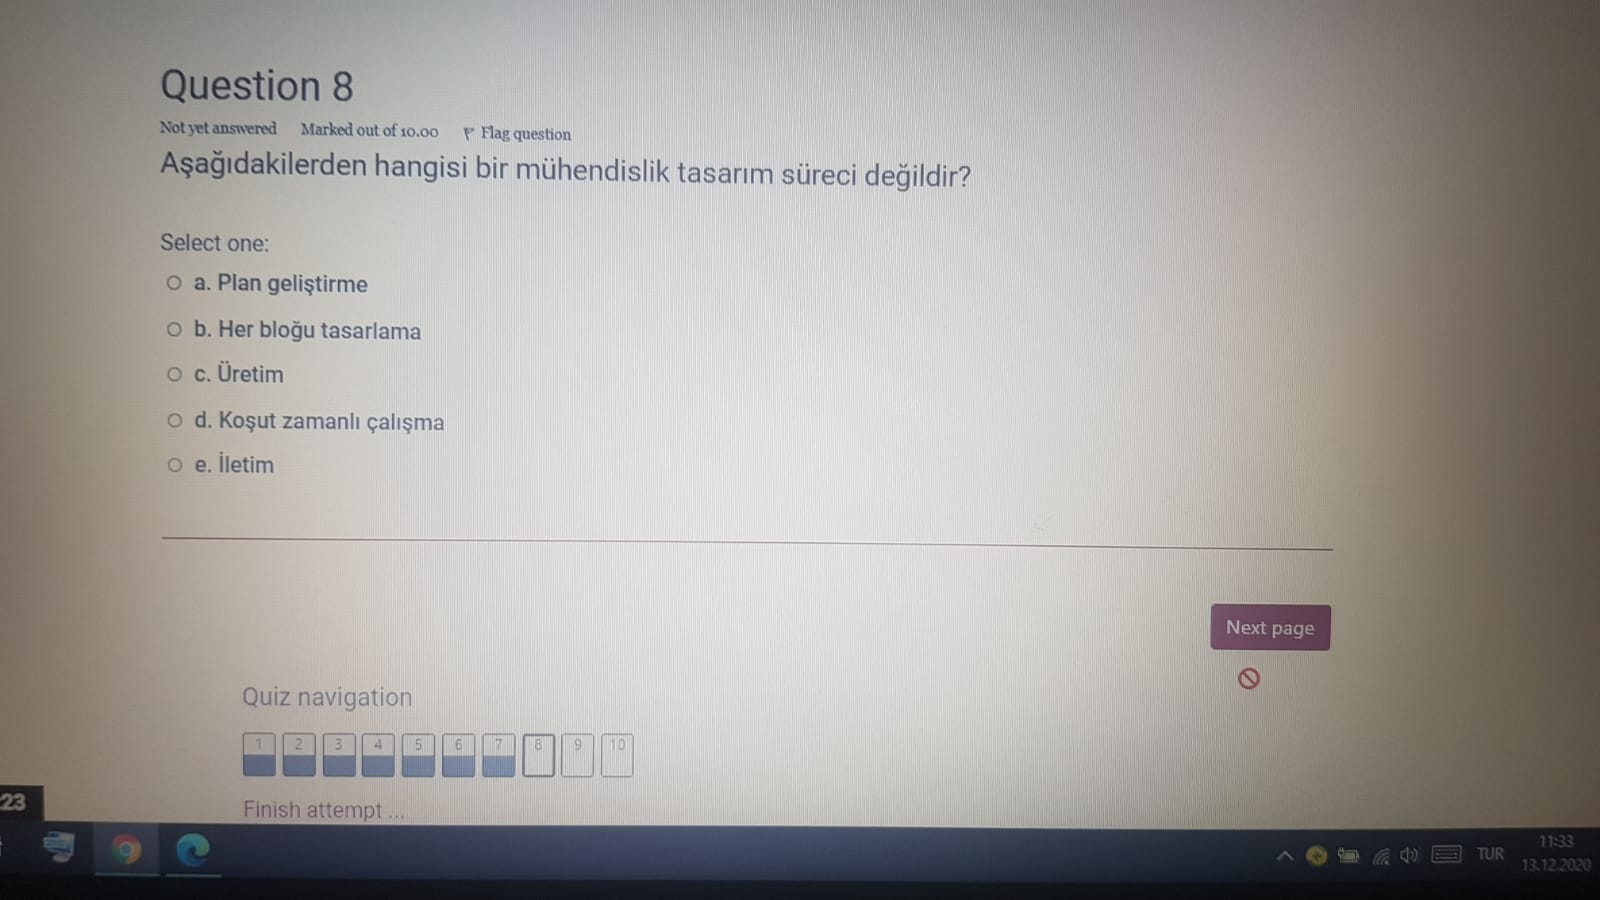 Question 8
Not yet answered Marked out of 10.00 Flag question
Aşağıdakilerden hangisi bir mühendislik tasarım süreci değildir?
Select one:
a. Plan geliştirme
b. Her bloğu tasarlama
c. Üretim
d. Koşut zamanlı çalışma
e. İletim
Next page
Quiz navigation
1 2 3 4 5 6 7 8 9 10
Finish attempt ...
23
TUR
11:33
13.12.2020